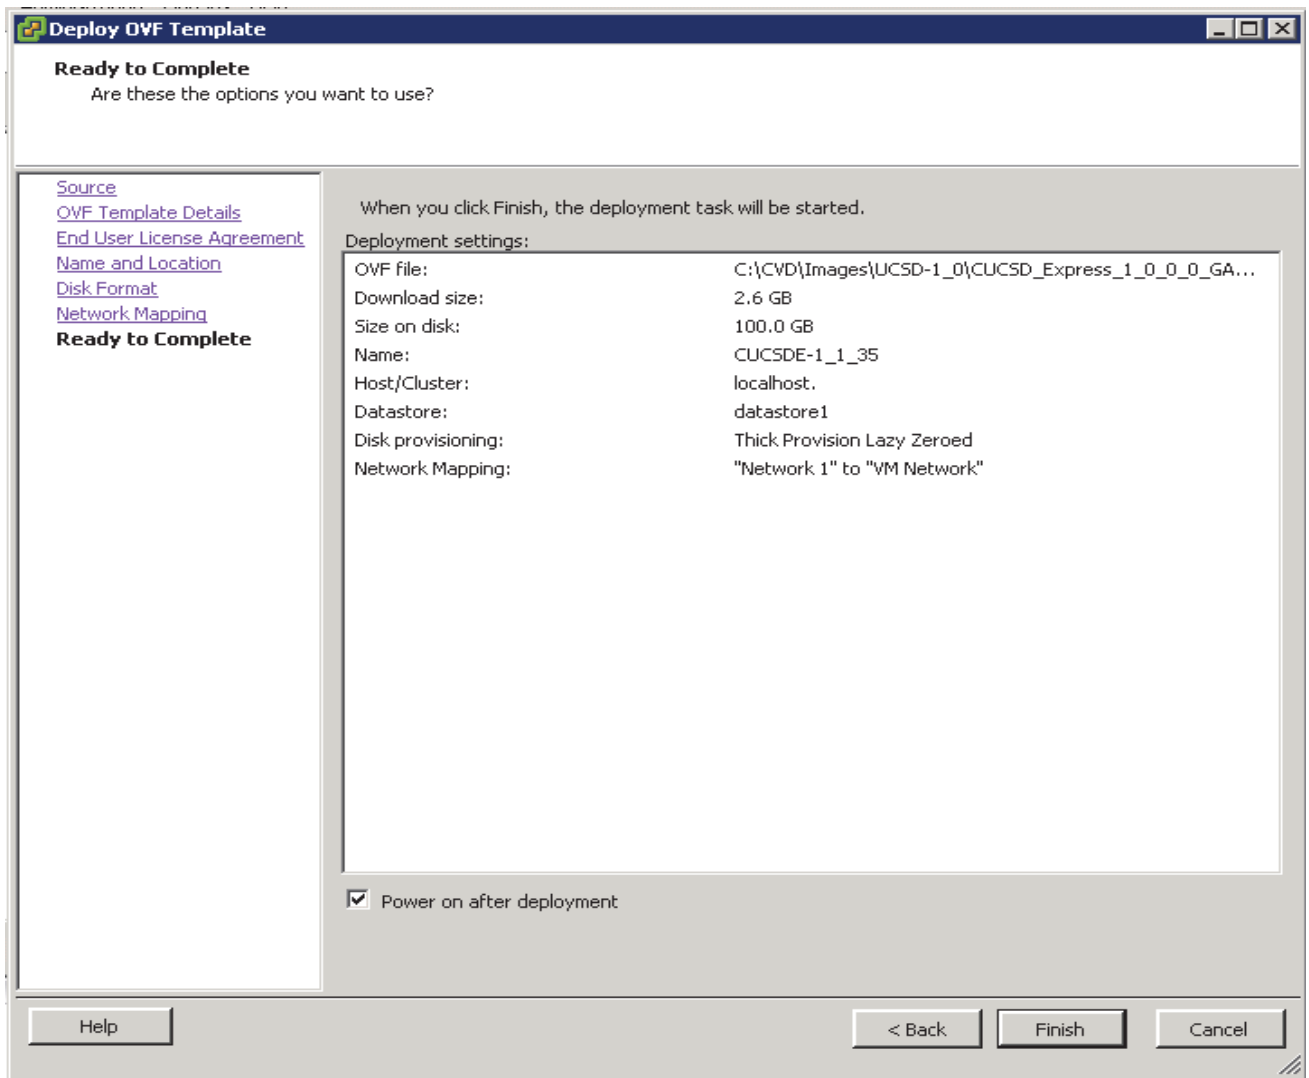 Deploy OVF Template
Ready to Complete
Are these the options you want to use?
Source
OVF Template Details
End User License Agreement
Name and Location
Disk Format
Network Mapping
Ready to Complete
When you click Finish, the deployment task will be started.
Deployment settings:
OVF file: C:\CVD\Images\UCSD-1_0\CUCSD_Express_1_0_0_0_GA...
Download size: 2.6 GB
Size on disk: 100.0 GB
Name: CUCSDE-1_1_35
Host/Cluster: localhost.
Datastore: datastore1
Disk provisioning: Thick Provision Lazy Zeroed
Network Mapping: "Network 1" to "VM Network"
Power on after deployment
Help
< Back
Finish
Cancel